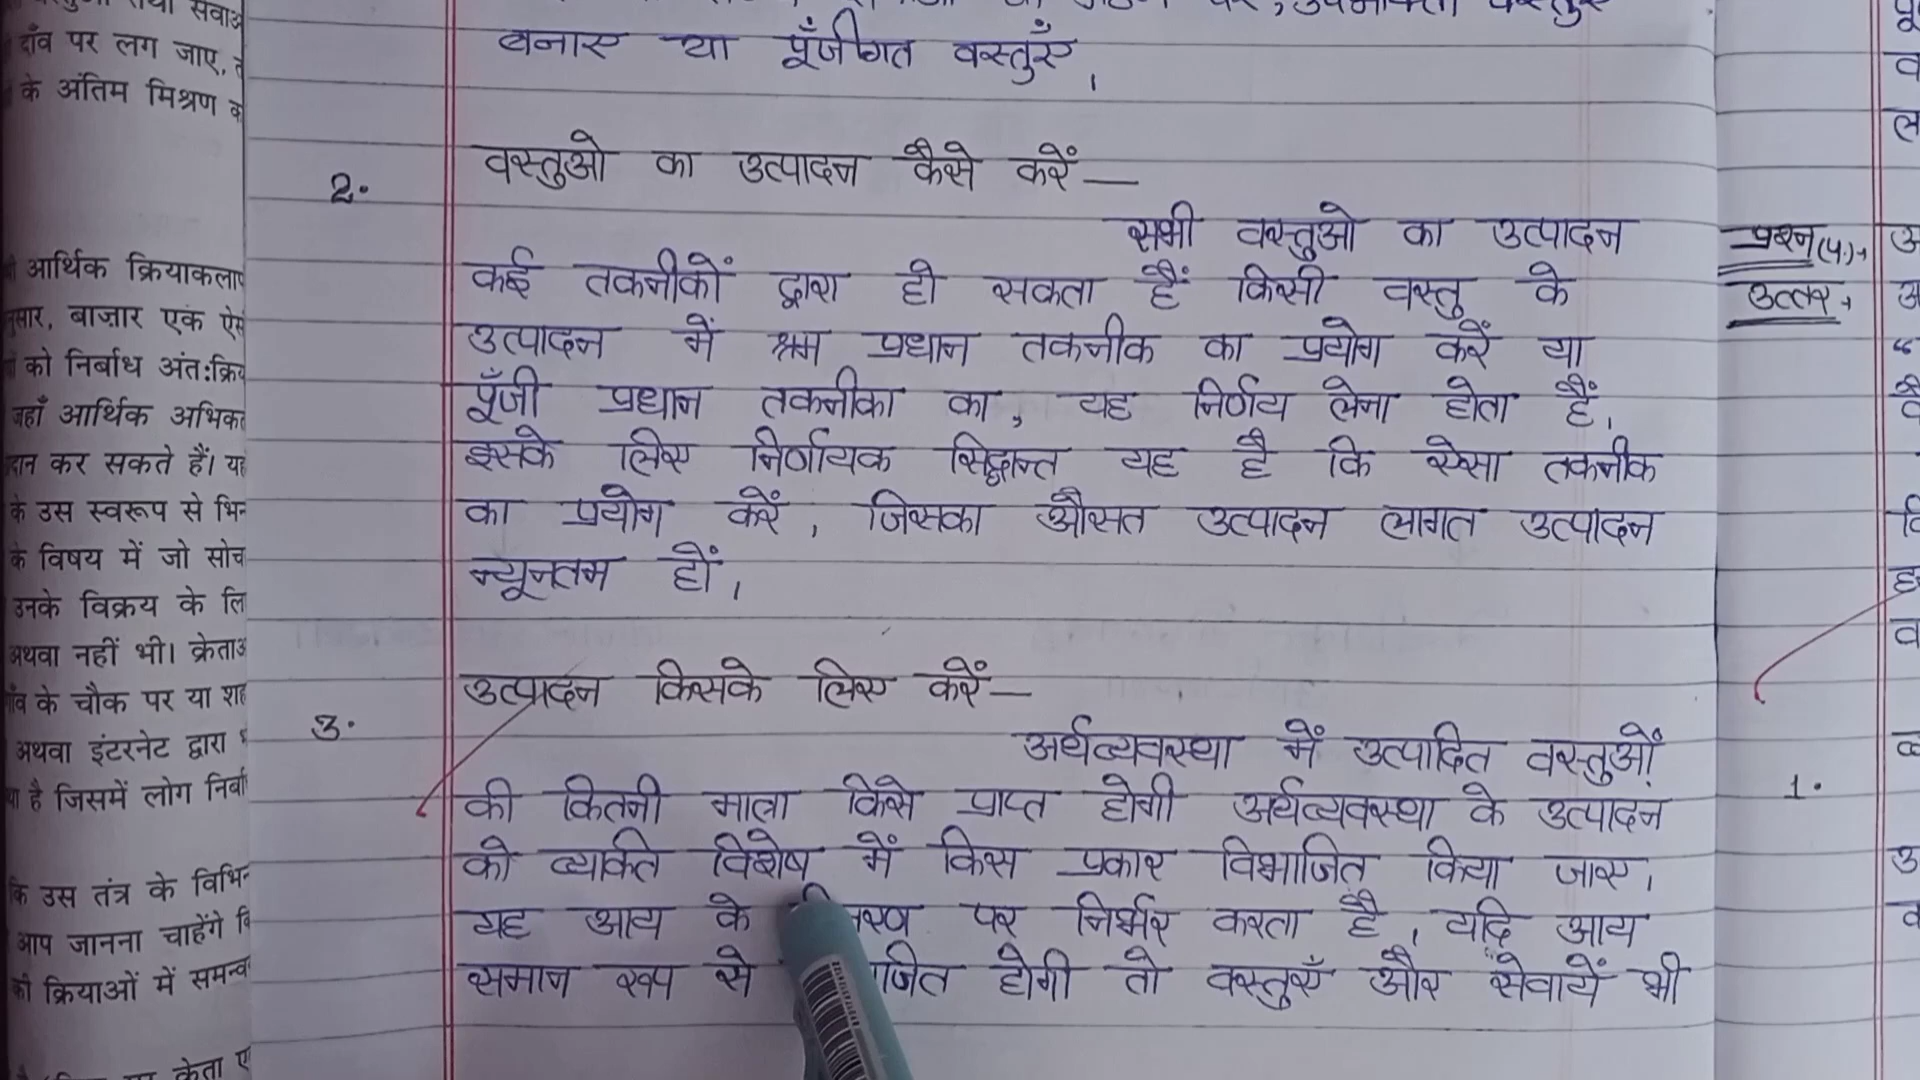 वस्तुओं तथा सेवाओं
दाँव पर लग जाए,
के अंतिम मिश्रण
आर्थिक क्रियाकलाप
बाज़ार एक
को निर्बाध अंत:क्रि
जहाँ आर्थिक
कर सकते हैं। यह
के उस स्वरूप से
के विषय में जो सोच
उनके विक्रय के लि
अथवा नहीं भी। क्रेता
के चौक पर या
अथवा इंटरनेट द्वारा
है जिसमें लोग
कि उस तंत्र के
आप जानना चाहेंगे
की क्रियाओं में
बनाए या पूँजीगत वस्तुएँ।
2. वस्तुओ का उत्पादन कैसे करें—
सभी वस्तुओ का उत्पादन
कई तकनीकों द्वारा हो सकता हैं किसी वस्तु के
उत्पादन में श्रम प्रधान तकनीक का प्रयोग करें या
पूँजी प्रधान तकनीका का, यह निर्णय लेना होता हैं।
इसके लिए निर्णायक सिद्धान्त यह है कि ऐसा तकनीक
का प्रयोग करें, जिसका औसत उत्पादन लागत उत्पादन
न्यूनतम हों।
3. उत्पादन किसके लिए करें—
अर्थव्यवस्था में उत्पादित वस्तुओं
की कितनी मात्रा किसे प्राप्त होगी अर्थव्यवस्था के उत्पादन
को व्यक्ति विशेष में किस प्रकार विभाजित किया जाए।
यह आय के पर निर्भर करता है। यदि आय
समान रूप से होगी तो वस्तुएँ और सेवायें भी
प्रश्न(4.)→
उत्तर→
1.